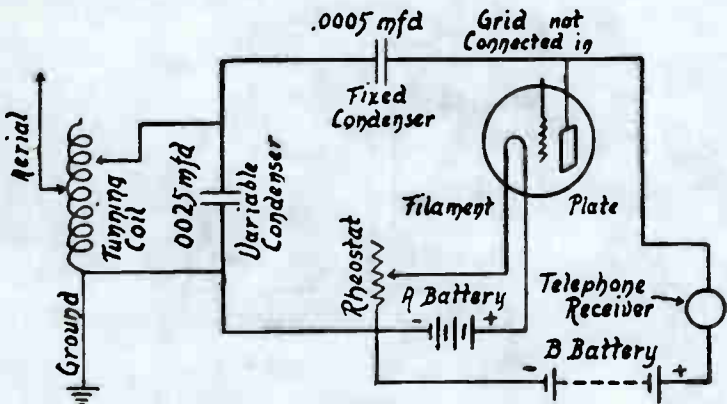 .0005 mfd
Grid not
Connected in
Fixed
Condenser
Aerial
Tunning
Coil
.0025 mfd
Variable
Condenser
Filament
Plate
Rheostat
A Battery
- +
Telephone
Receiver
B Battery
- +
Ground